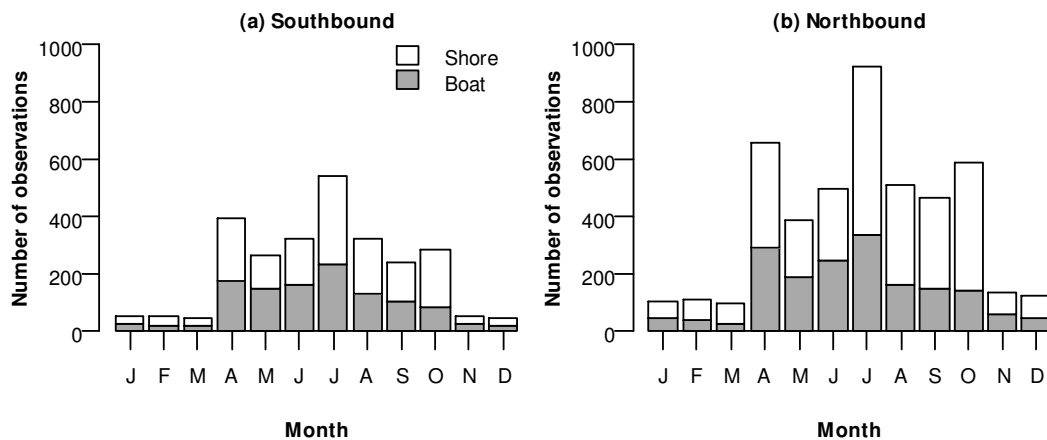 (a) Southbound
Number of observations
1000
800
600
400
200
0
Shore
Boat
J F M A M J J A S O N D
Month
(b) Northbound
Number of observations
1000
800
600
400
200
0
J F M A M J J A S O N D
Month